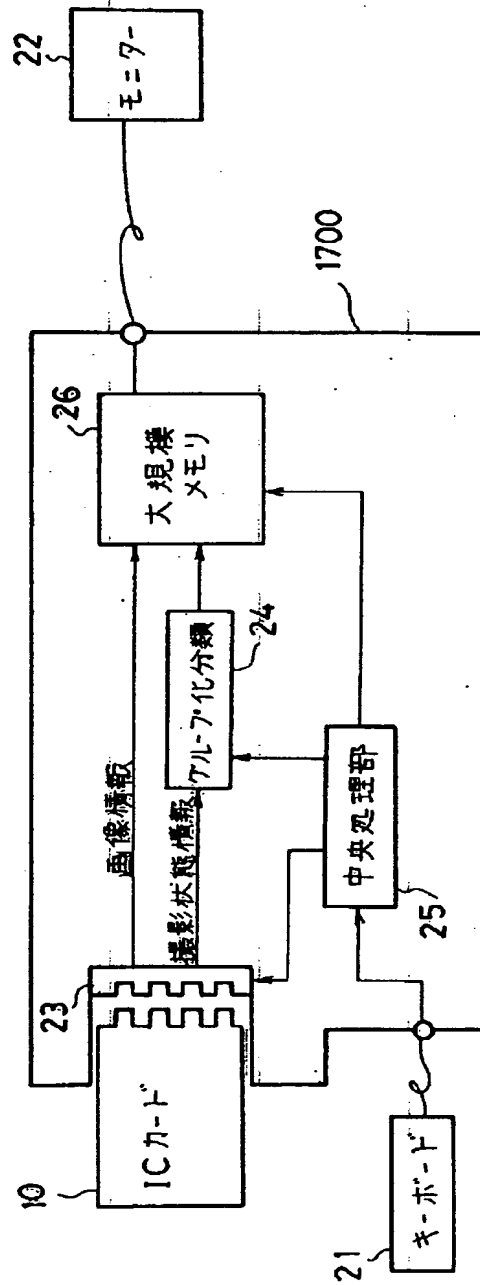 22
モニター
1700
26
大規模
メモリ
画像情報
撮影状態情報
グループ化分類
24
23
ICカード
10
中央処理部
25
キーボード
21